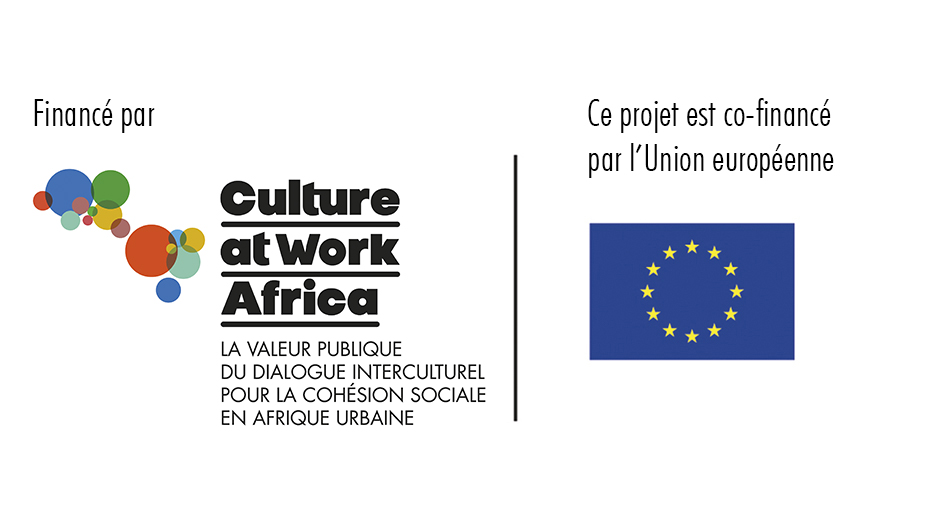 Financé par
Culture
at Work
Africa
LA VALEUR PUBLIQUE
DU DIALOGUE INTERCULTUREL
POUR LA COHÉSION SOCIALE
EN AFRIQUE URBAINE
Ce projet est co-financé
par l’Union européenne